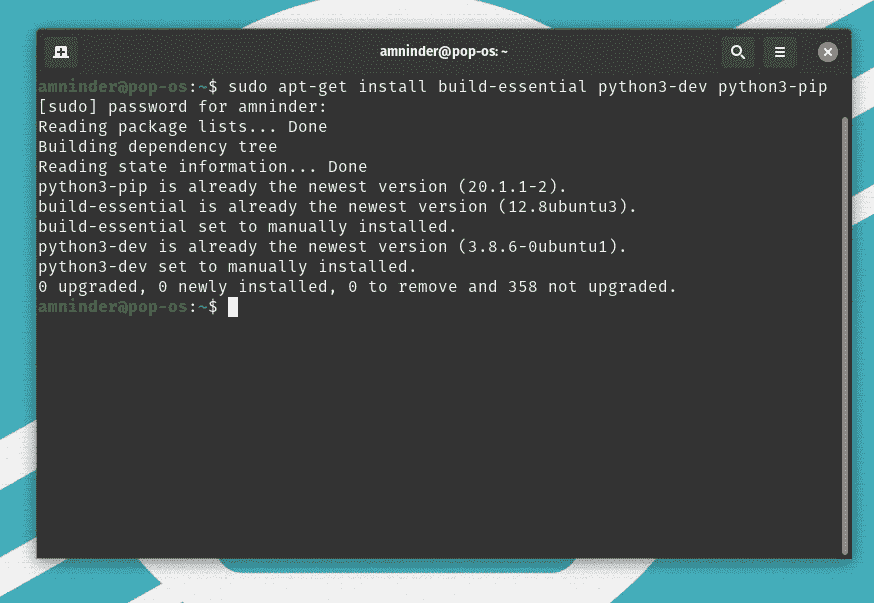 amninder@pop-os: ~
amninder@pop-os:~$ sudo apt-get install build-essential python3-dev python3-pip
[sudo] password for amninder:
Reading package lists... Done
Building dependency tree
Reading state information... Done
python3-pip is already the newest version (20.1.1-2).
build-essential is already the newest version (12.8ubuntu3).
build-essential set to manually installed.
python3-dev is already the newest version (3.8.6-0ubuntu1).
python3-dev set to manually installed.
0 upgraded, 0 newly installed, 0 to remove and 358 not upgraded.
amninder@pop-os:~$